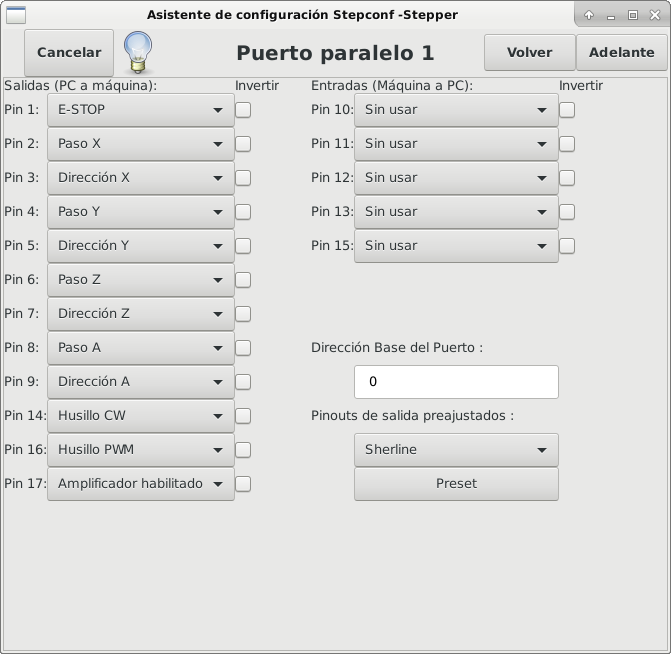 Asistente de configuración Stepconf -Stepper
Cancelar
Puerto paralelo 1
Volver
Adelante
Salidas (PC a máquina): Invertir
Pin 1: E-STOP
Pin 2: Paso X
Pin 3: Dirección X
Pin 4: Paso Y
Pin 5: Dirección Y
Pin 6: Paso Z
Pin 7: Dirección Z
Pin 8: Paso A
Pin 9: Dirección A
Pin 14: Husillo CW
Pin 16: Husillo PWM
Pin 17: Amplificador habilitado
Entradas (Máquina a PC): Invertir
Pin 10: Sin usar
Pin 11: Sin usar
Pin 12: Sin usar
Pin 13: Sin usar
Pin 15: Sin usar
Dirección Base del Puerto :
0
Pinouts de salida preajustados :
Sherline
Preset